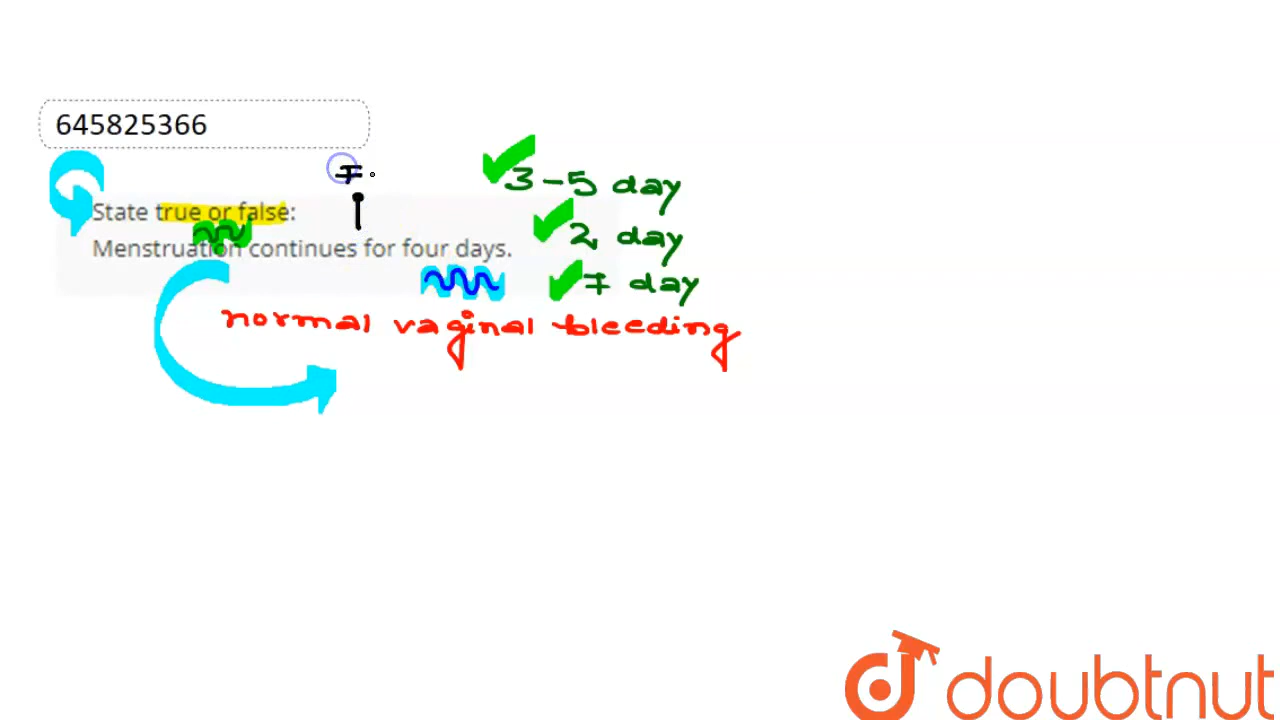 645825366
F.
3-5 day
State true or false:
2 day
Menstruation continues for four days.
7 day
normal vaginal bleeding
doubtnut